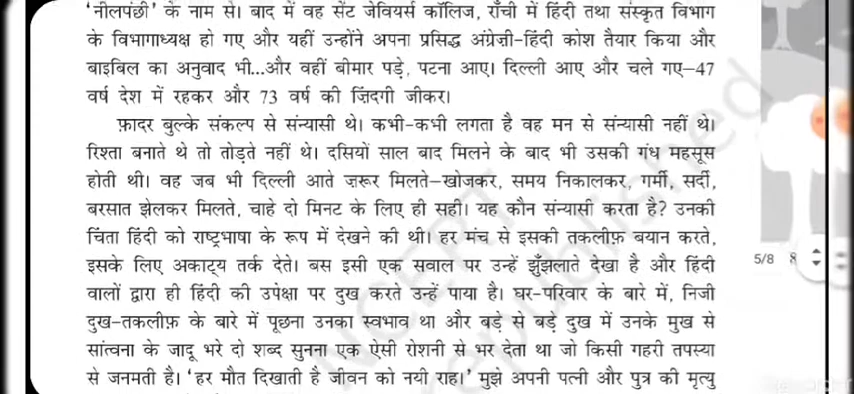 'नीलपंछी' के नाम से। बाद में वह सेंट जेवियर्स कॉलिज, राँची में हिंदी तथा संस्कृत विभाग
के विभागाध्यक्ष हो गए और यहीं उन्होंने अपना प्रसिद्ध अंग्रेज़ी-हिंदी कोश तैयार किया और
बाइबिल का अनुवाद भी...और वहीं बीमार पड़े, पटना आए। दिल्ली आए और चले गए–47
वर्ष देश में रहकर और 73 वर्ष की ज़िंदगी जीकर।
फ़ादर बुल्के संकल्प से संन्यासी थे। कभी-कभी लगता है वह मन से संन्यासी नहीं थे।
रिश्ता बनाते थे तो तोड़ते नहीं थे। दसियों साल बाद मिलने के बाद भी उसकी गंध महसूस
होती थी। वह जब भी दिल्ली आते ज़रूर मिलते–खोजकर, समय निकालकर, गर्मी, सर्दी,
बरसात झेलकर मिलते, चाहे दो मिनट के लिए ही सही। यह कौन संन्यासी करता है? उनकी
चिंता हिंदी को राष्ट्रभाषा के रूप में देखने की थी। हर मंच से इसकी तकलीफ़ बयान करते,
इसके लिए अकाट्य तर्क देते। बस इसी एक सवाल पर उन्हें झुँझलाते देखा है और हिंदी
वालों द्वारा ही हिंदी की उपेक्षा पर दुख करते उन्हें पाया है। घर-परिवार के बारे में, निजी
दुख-तकलीफ़ के बारे में पूछना उनका स्वभाव था और बड़े से बड़े दुख में उनके मुख से
सांत्वना के जादू भरे दो शब्द सुनना एक ऐसी रोशनी से भर देता था जो किसी गहरी तपस्या
से जनमती है। 'हर मौत दिखाती है जीवन को नयी राह।' मुझे अपनी पत्नी और पुत्र की मृत्यु
5/8
NCERT
republished